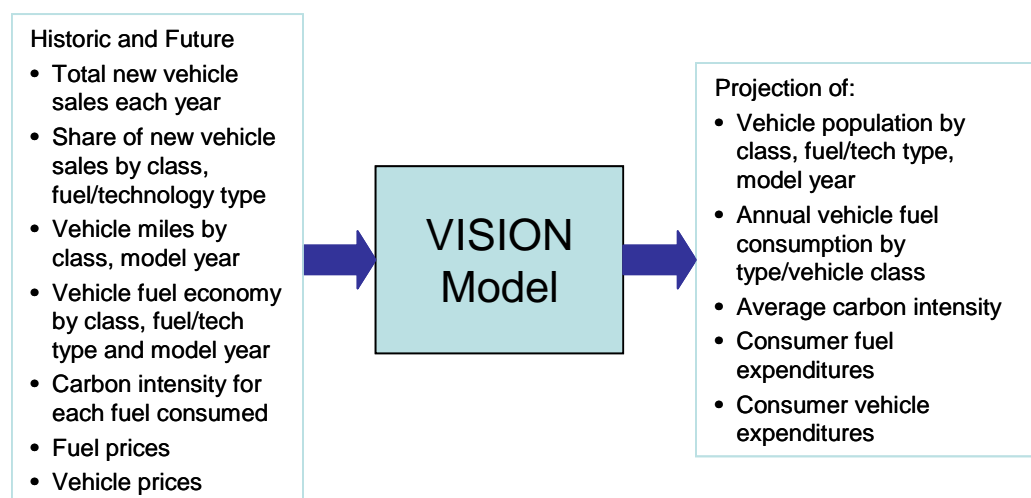 Historic and Future
• Total new vehicle
sales each year
• Share of new vehicle
sales by class,
fuel/technology type
• Vehicle miles by
class, model year
• Vehicle fuel economy
by class, fuel/tech
type and model year
• Carbon intensity for
each fuel consumed
• Fuel prices
• Vehicle prices
VISION
Model
Projection of:
• Vehicle population by
class, fuel/tech type,
model year
• Annual vehicle fuel
consumption by
type/vehicle class
• Average carbon intensity
• Consumer fuel
expenditures
• Consumer vehicle
expenditures